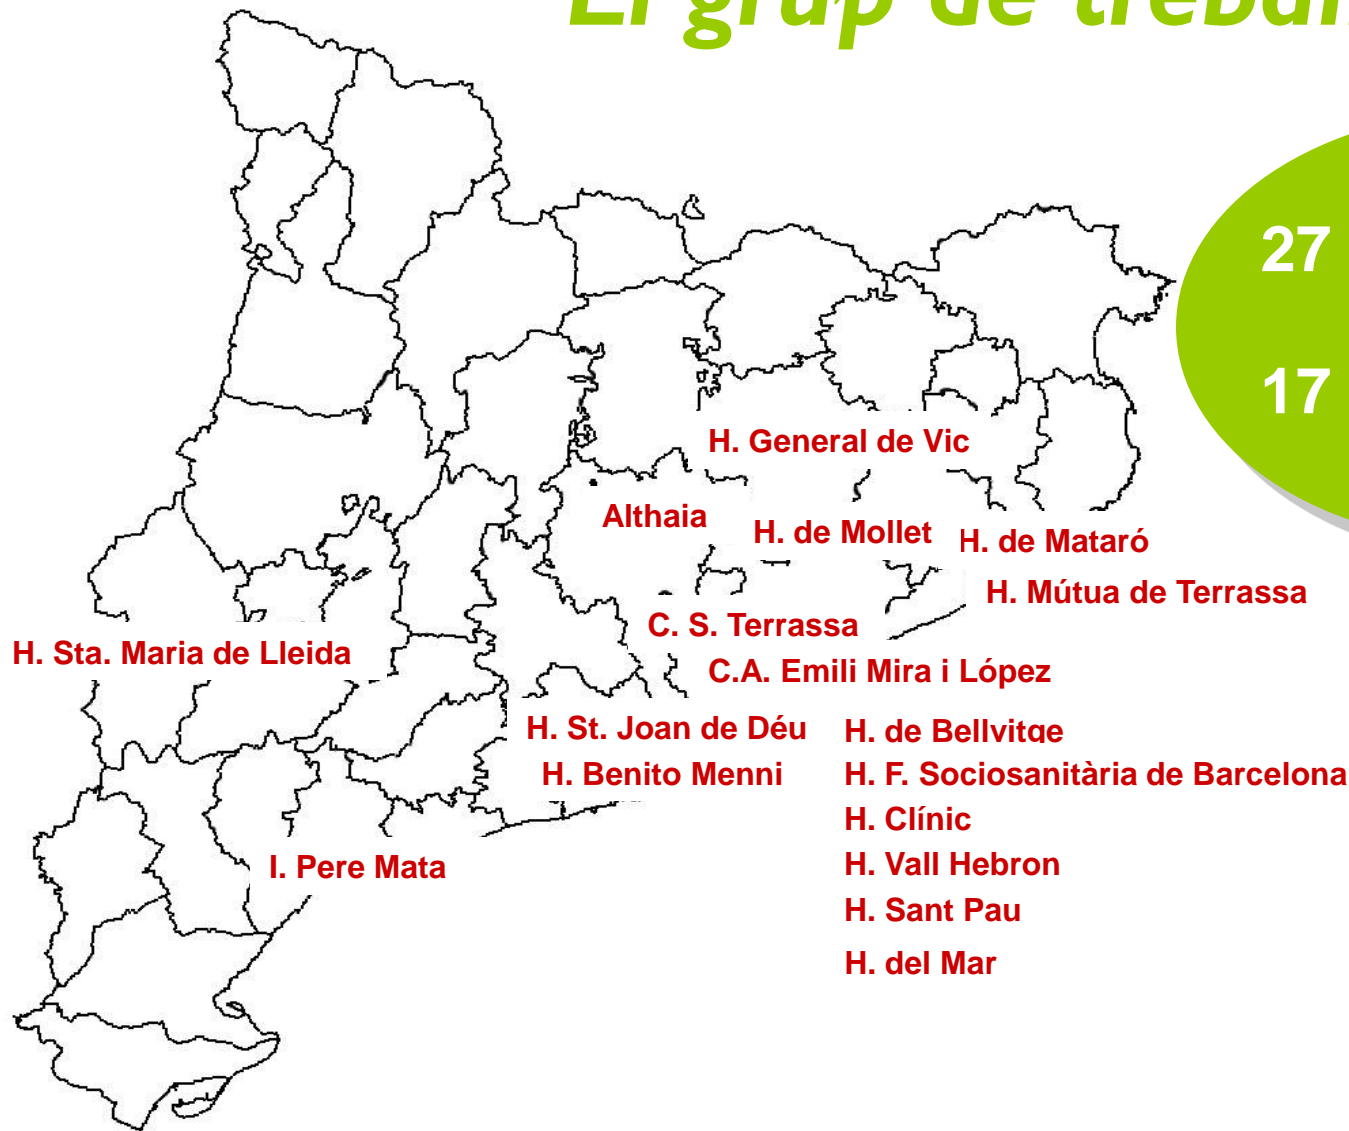 El grup de
27
17
H. General de Vic
Althaia
H. de Mollet
H. de Mataró
H. Mútua de Terrassa
C. S. Terrassa
H. Sta. Maria de Lleida
C.A. Emili Mira i López
H. St. Joan de Déu
H. de Bellvitge
H. Benito Menni
H. F. Sociosanitària de Barcelona
H. Clínic
I. Pere Mata
H. Vall Hebron
H. Sant Pau
H. del Mar